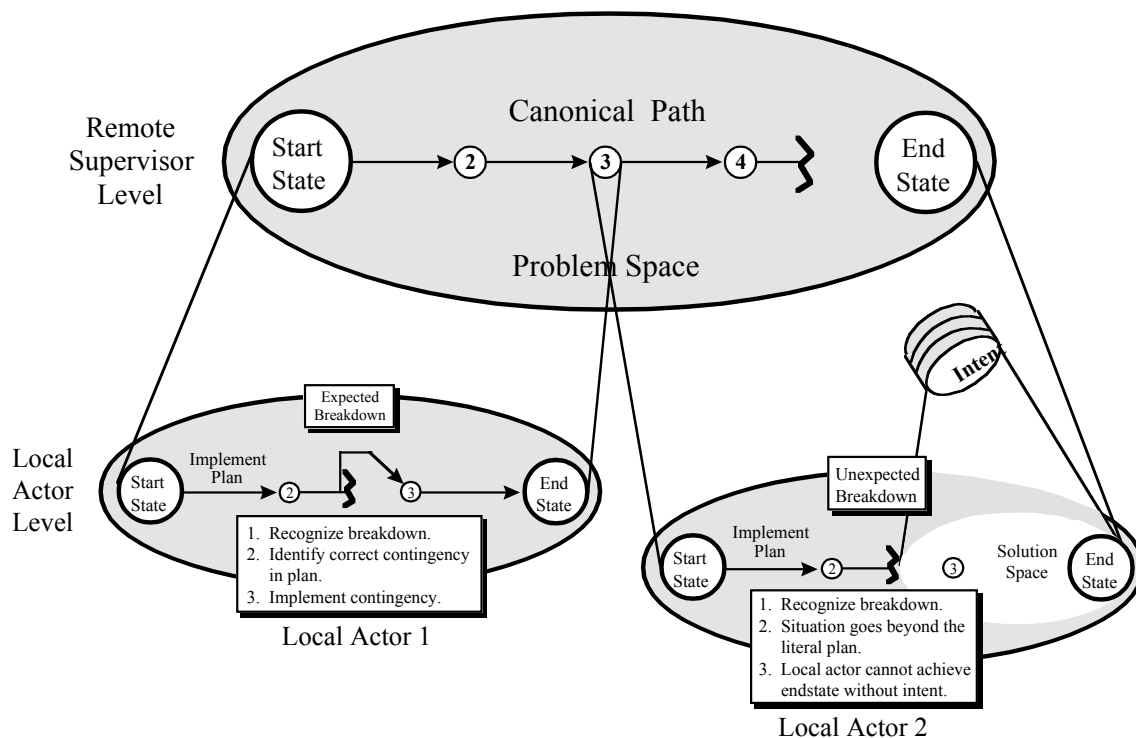 Remote
Supervisor
Level
Canonical Path
Start
State
2
3
4
End
State
Problem Space
Local
Actor
Level
Expected
Breakdown
Start
State
Implement
Plan
2
3
End
State
1. Recognize breakdown.
2. Identify correct contingency
in plan.
3. Implement contingency.
Local Actor 1
Intent
Unexpected
Breakdown
Start
State
Implement
Plan
2
3
Solution
Space
End
State
1. Recognize breakdown.
2. Situation goes beyond the
literal plan.
3. Local actor cannot achieve
endstate without intent.
Local Actor 2